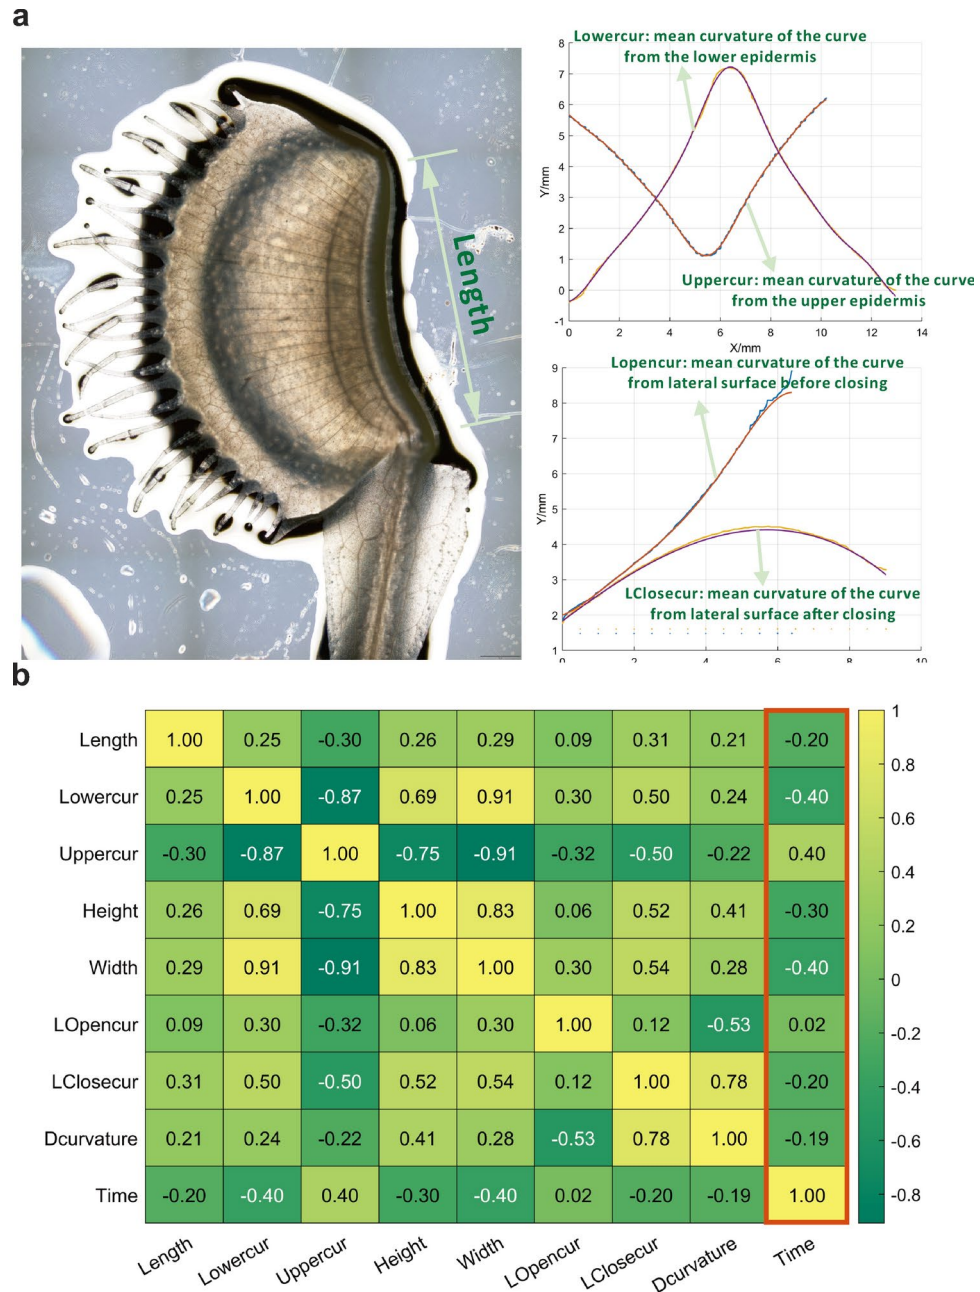 a
Length
Lowercur: mean curvature of the curve
from the lower epidermis
8
7
6
5
4
3
2
1
0
-1
Y/mm
Uppercur: mean curvature of the curve
from the upper epidermis
0 2 4 6 8 10 12 14
X/mm
Lopencur: mean curvature of the curve
from lateral surface before closing
9
8
7
6
5
4
3
2
1
Y/mm
LClosecur: mean curvature of the curve
from lateral surface after closing
0 2 4 6 8 10
b
Length 1.00 0.25 -0.30 0.26 0.29 0.09 0.31 0.21 -0.20
Lowercur 0.25 1.00 -0.87 0.69 0.91 0.30 0.50 0.24 -0.40
Uppercur -0.30 -0.87 1.00 -0.75 -0.91 -0.32 -0.50 -0.22 0.40
Height 0.26 0.69 -0.75 1.00 0.83 0.06 0.52 0.41 -0.30
Width 0.29 0.91 -0.91 0.83 1.00 0.30 0.54 0.28 -0.40
LOpencur 0.09 0.30 -0.32 0.06 0.30 1.00 0.12 -0.53 0.02
LClosecur 0.31 0.50 -0.50 0.52 0.54 0.12 1.00 0.78 -0.20
Dcurvature 0.21 0.24 -0.22 0.41 0.28 -0.53 0.78 1.00 -0.19
Time -0.20 -0.40 0.40 -0.30 -0.40 0.02 -0.20 -0.19 1.00
Length Lowercur Uppercur Height Width LOpencur LClosecur Dcurvature Time
1
0.8
0.6
0.4
0.2
0
-0.2
-0.4
-0.6
-0.8